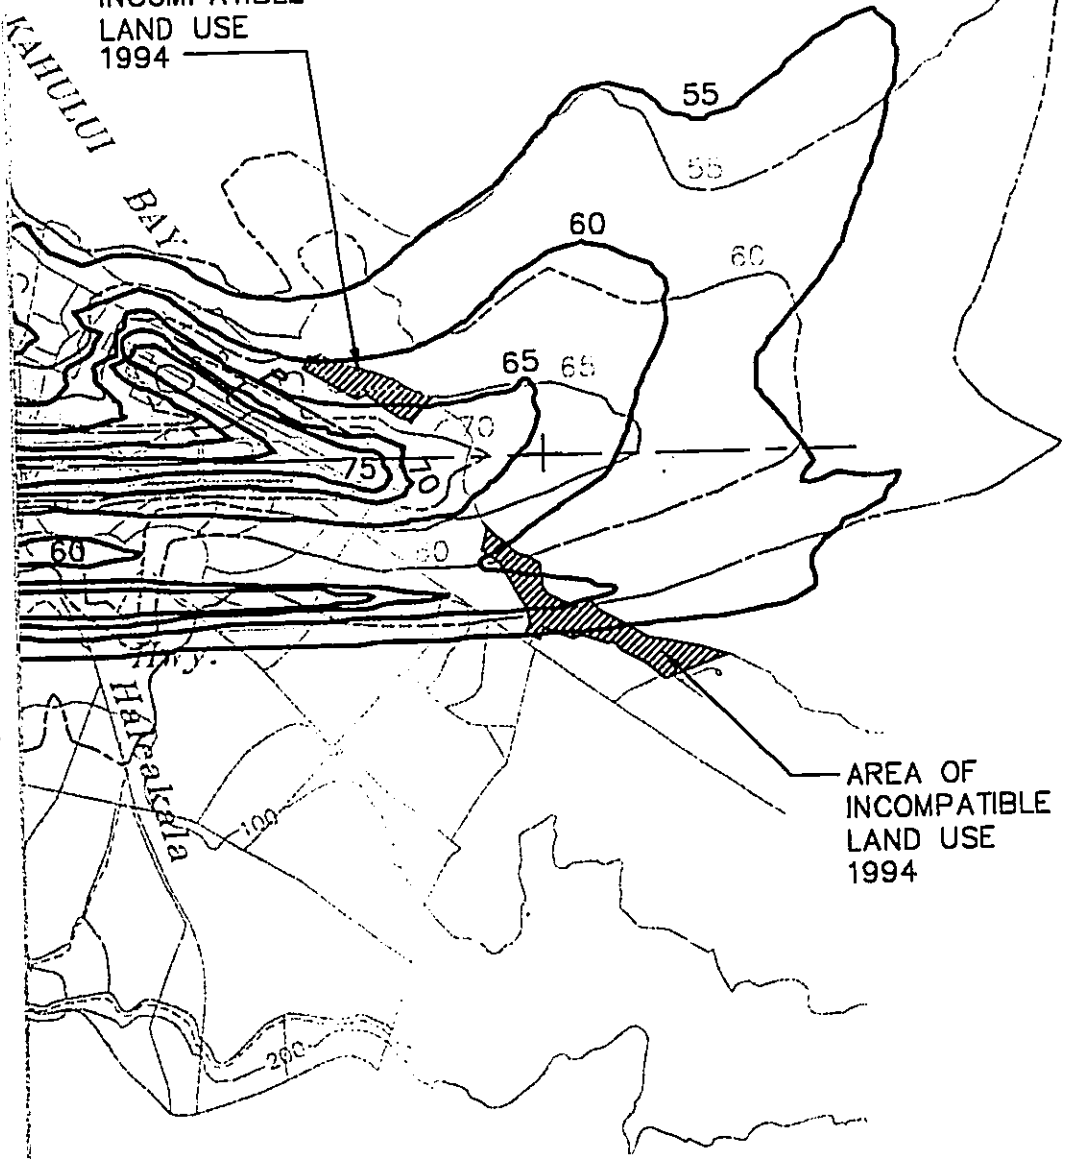 INCOMPATIBLE
LAND USE
1994
KAHULUI
BAY
55
55
60
60
65
65
70
75
70
60
60
Hwy.
Haleakala
100
200
AREA OF
INCOMPATIBLE
LAND USE
1994